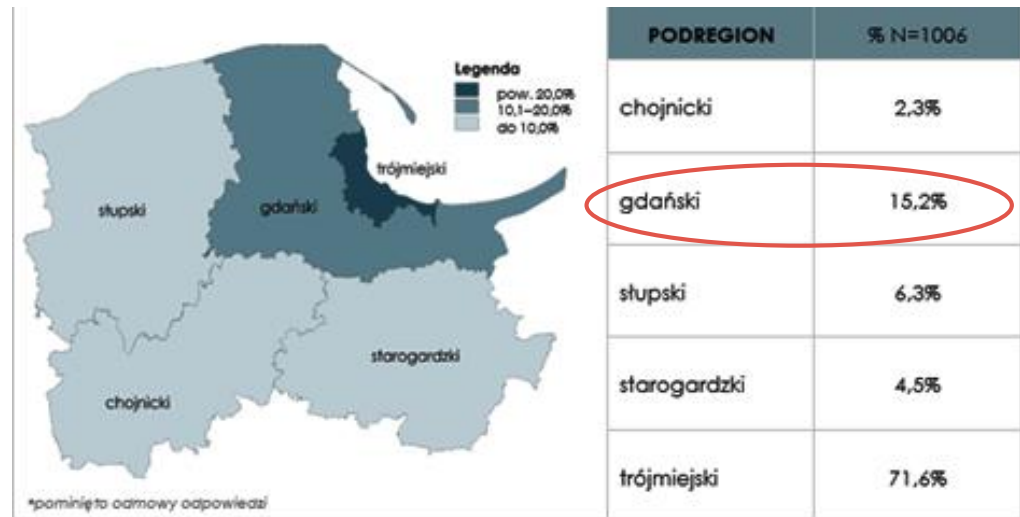 Legenda
pow. 20,0%
10,1–20,0%
do 10,0%
trójmiejski
słupski
gdański
starogardzki
chojnicki
*pominięto odmowy odpowiedzi
PODREGION % N=1006
chojnicki 2,3%
gdański 15,2%
słupski 6,3%
starogardzki 4,5%
trójmiejski 71,6%